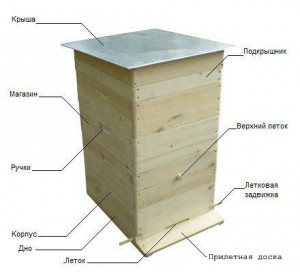 Крыша
Подкрышник
Магазин
Верхний леток
Ручки
Летковая
задвижка
Корпус
Дно
Леток
Прилетная доска